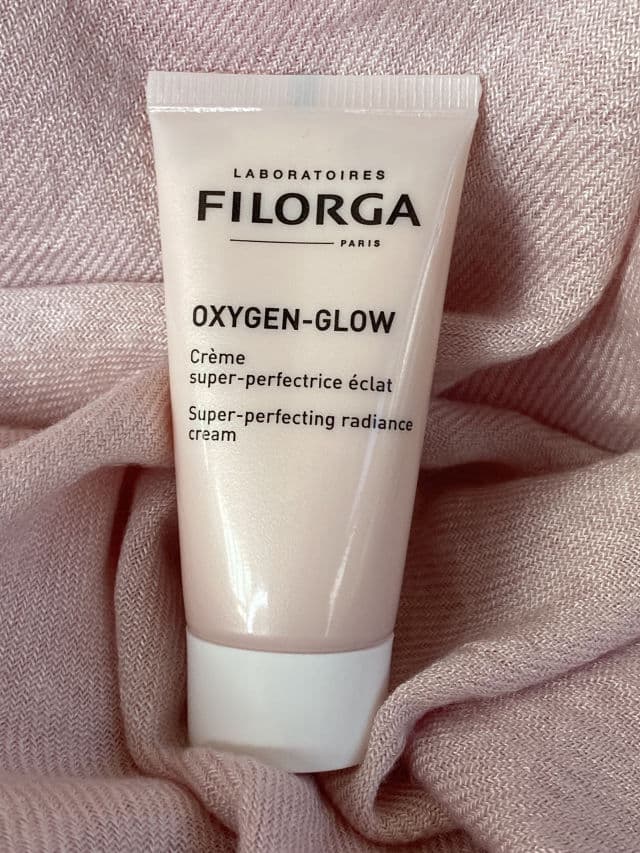 LABORATOIRES
FILORGA
PARIS
OXYGEN-GLOW
Crème
super-perfectrice éclat
Super-perfecting radiance
cream